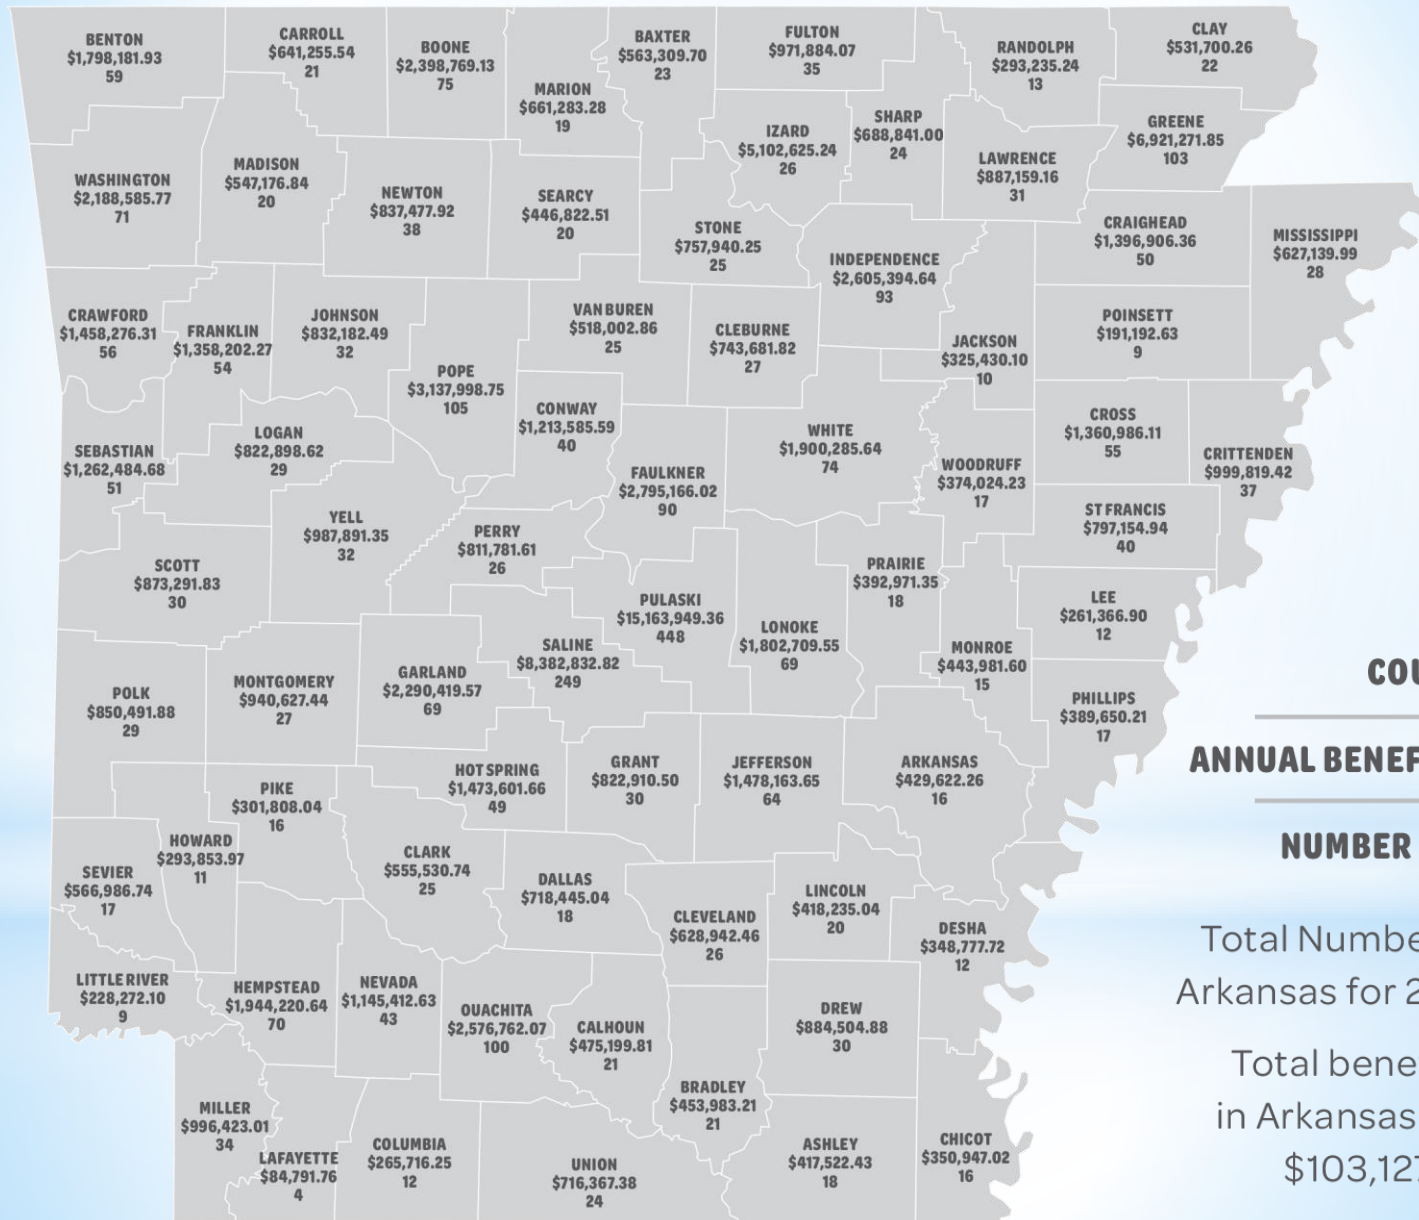 BENTON
$1,798,181.93
59
CARROLL
$641,255.54
21
BOONE
$2,398,769.13
75
MARION
$661,283.28
19
BAXTER
$563,309.70
23
FULTON
$971,884.07
35
RANDOLPH
$293,235.24
13
CLAY
$531,700.26
22
GREENE
$6,921,271.85
103
IZARD
$5,102,625.24
26
SHARP
$688,841.00
24
LAWRENCE
$887,159.16
31
WASHINGTON
$2,188,585.77
71
MADISON
$547,176.84
20
NEWTON
$837,477.92
38
SEARCY
$446,822.51
20
STONE
$757,940.25
25
INDEPENDENCE
$2,605,394.64
93
CRAIGHEAD
$1,396,906.36
50
MISSISSIPPI
$627,139.99
28
CRAWFORD
$1,458,276.31
56
FRANKLIN
$1,358,202.27
54
JOHNSON
$832,182.49
32
POPE
$3,137,998.75
105
VAN BUREN
$518,002.86
25
CLEBURNE
$743,681.82
27
JACKSON
$325,430.10
10
POINSETT
$191,192.63
9
SEBASTIAN
$1,262,484.68
51
LOGAN
$822,898.62
29
CONWAY
$1,213,585.59
40
FAULKNER
$2,795,166.02
90
WHITE
$1,900,285.64
74
WOODRUFF
$374,024.23
17
CROSS
$1,360,986.11
55
CRITTENDEN
$999,819.42
37
ST FRANCIS
$797,154.94
40
SCOTT
$873,291.83
30
YELL
$987,891.35
32
PERRY
$811,781.61
26
PULASKI
$15,163,949.36
448
LONOKE
$1,802,709.55
69
PRAIRIE
$392,971.35
18
MONROE
$443,981.60
15
LEE
$261,366.90
12
PHILLIPS
$389,650.21
17
POLK
$850,491.88
29
MONTGOMERY
$940,627.44
27
GARLAND
$2,290,419.57
69
SALINE
$8,382,832.82
249
HOT SPRING
$1,473,601.66
49
GRANT
$822,910.50
30
JEFFERSON
$1,478,163.65
64
ARKANSAS
$429,622.26
16
SEVIER
$566,986.74
17
HOWARD
$293,853.97
11
PIKE
$301,808.04
16
CLARK
$555,530.74
25
DALLAS
$718,445.04
18
CLEVELAND
$628,942.46
26
LINCOLN
$418,235.04
20
DESHA
$348,777.72
12
LITTLE RIVER
$228,272.10
9
HEMPSTEAD
$1,944,220.64
70
NEVADA
$1,145,412.63
43
OUACHITA
$2,576,762.07
100
CALHOUN
$475,199.81
21
BRADLEY
$453,983.21
21
DREW
$884,504.88
30
MILLER
$996,423.01
34
LAFAYETTE
$84,791.76
4
COLUMBIA
$265,716.25
12
UNION
$716,367.38
24
ASHLEY
$417,522.43
18
CHICOT
$350,947.02
16
COU
ANNUAL BENEF
NUMBER
Total Numbe
Arkansas for 2
Total bene
in Arkansas
$103,127